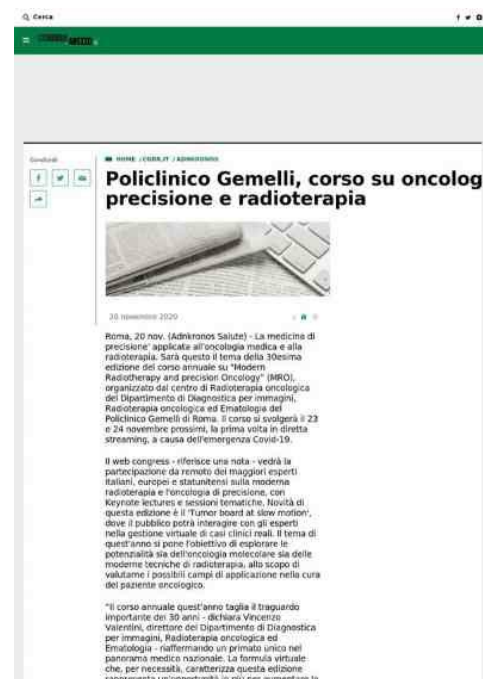 Cerca
Condividi
HOME / CORR.IT / ADNKRONOS
Policlinico Gemelli, corso su oncolog
precisione e radioterapia
20 novembre 2020
Roma, 20 nov. (Adnkronos Salute) - La medicina di
precisione' applicata all'oncologia medica e alla
radioterapia. Sarà questo il tema della 30esima
edizione del corso annuale su "Modern
Radiotherapy and precision Oncology" (MRO),
organizzato dal centro di Radioterapia oncologica
del Dipartimento di Diagnostica per immagini,
Radioterapia oncologica ed Ematologia del
Policlinico Gemelli di Roma. Il corso si svolgerà il 23
e 24 novembre prossimi, la prima volta in diretta
streaming, a causa dell'emergenza Covid-19.
Il web congress - riferisce una nota - vedrà la
partecipazione da remoto dei maggiori esperti
italiani, europei e statunitensi sulla moderna
radioterapia e l'oncologia di precisione, con
Keynote lectures e sessioni tematiche. Novità di
questa edizione è il 'Tumor board at slow motion',
dove il pubblico potrà interagire con gli esperti
nella gestione virtuale di casi clinici reali. Il tema di
quest'anno si pone l'obiettivo di esplorare le
potenzialità sia dell'oncologia molecolare sia delle
moderne tecniche di radioterapia, allo scopo di
valutarne i possibili campi di applicazione nella cura
del paziente oncologico.
"Il corso annuale quest'anno taglia il traguardo
importante dei 30 anni - dichiara Vincenzo
Valentini, direttore del Dipartimento di Diagnostica
per immagini, Radioterapia oncologica ed
Ematologia - riaffermando un primato unico nel
panorama medico nazionale. La formula virtuale
che, per necessità, caratterizza questa edizione